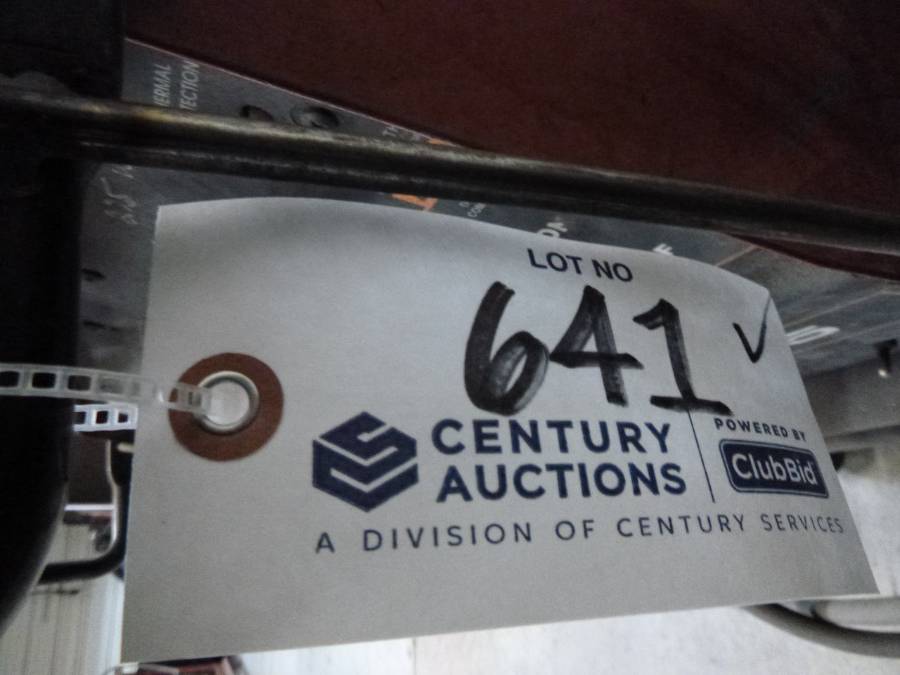 LOT NO
641 ✓
CENTURY
AUCTIONS
POWERED BY
ClubBid
A DIVISION OF CENTURY SERVICES